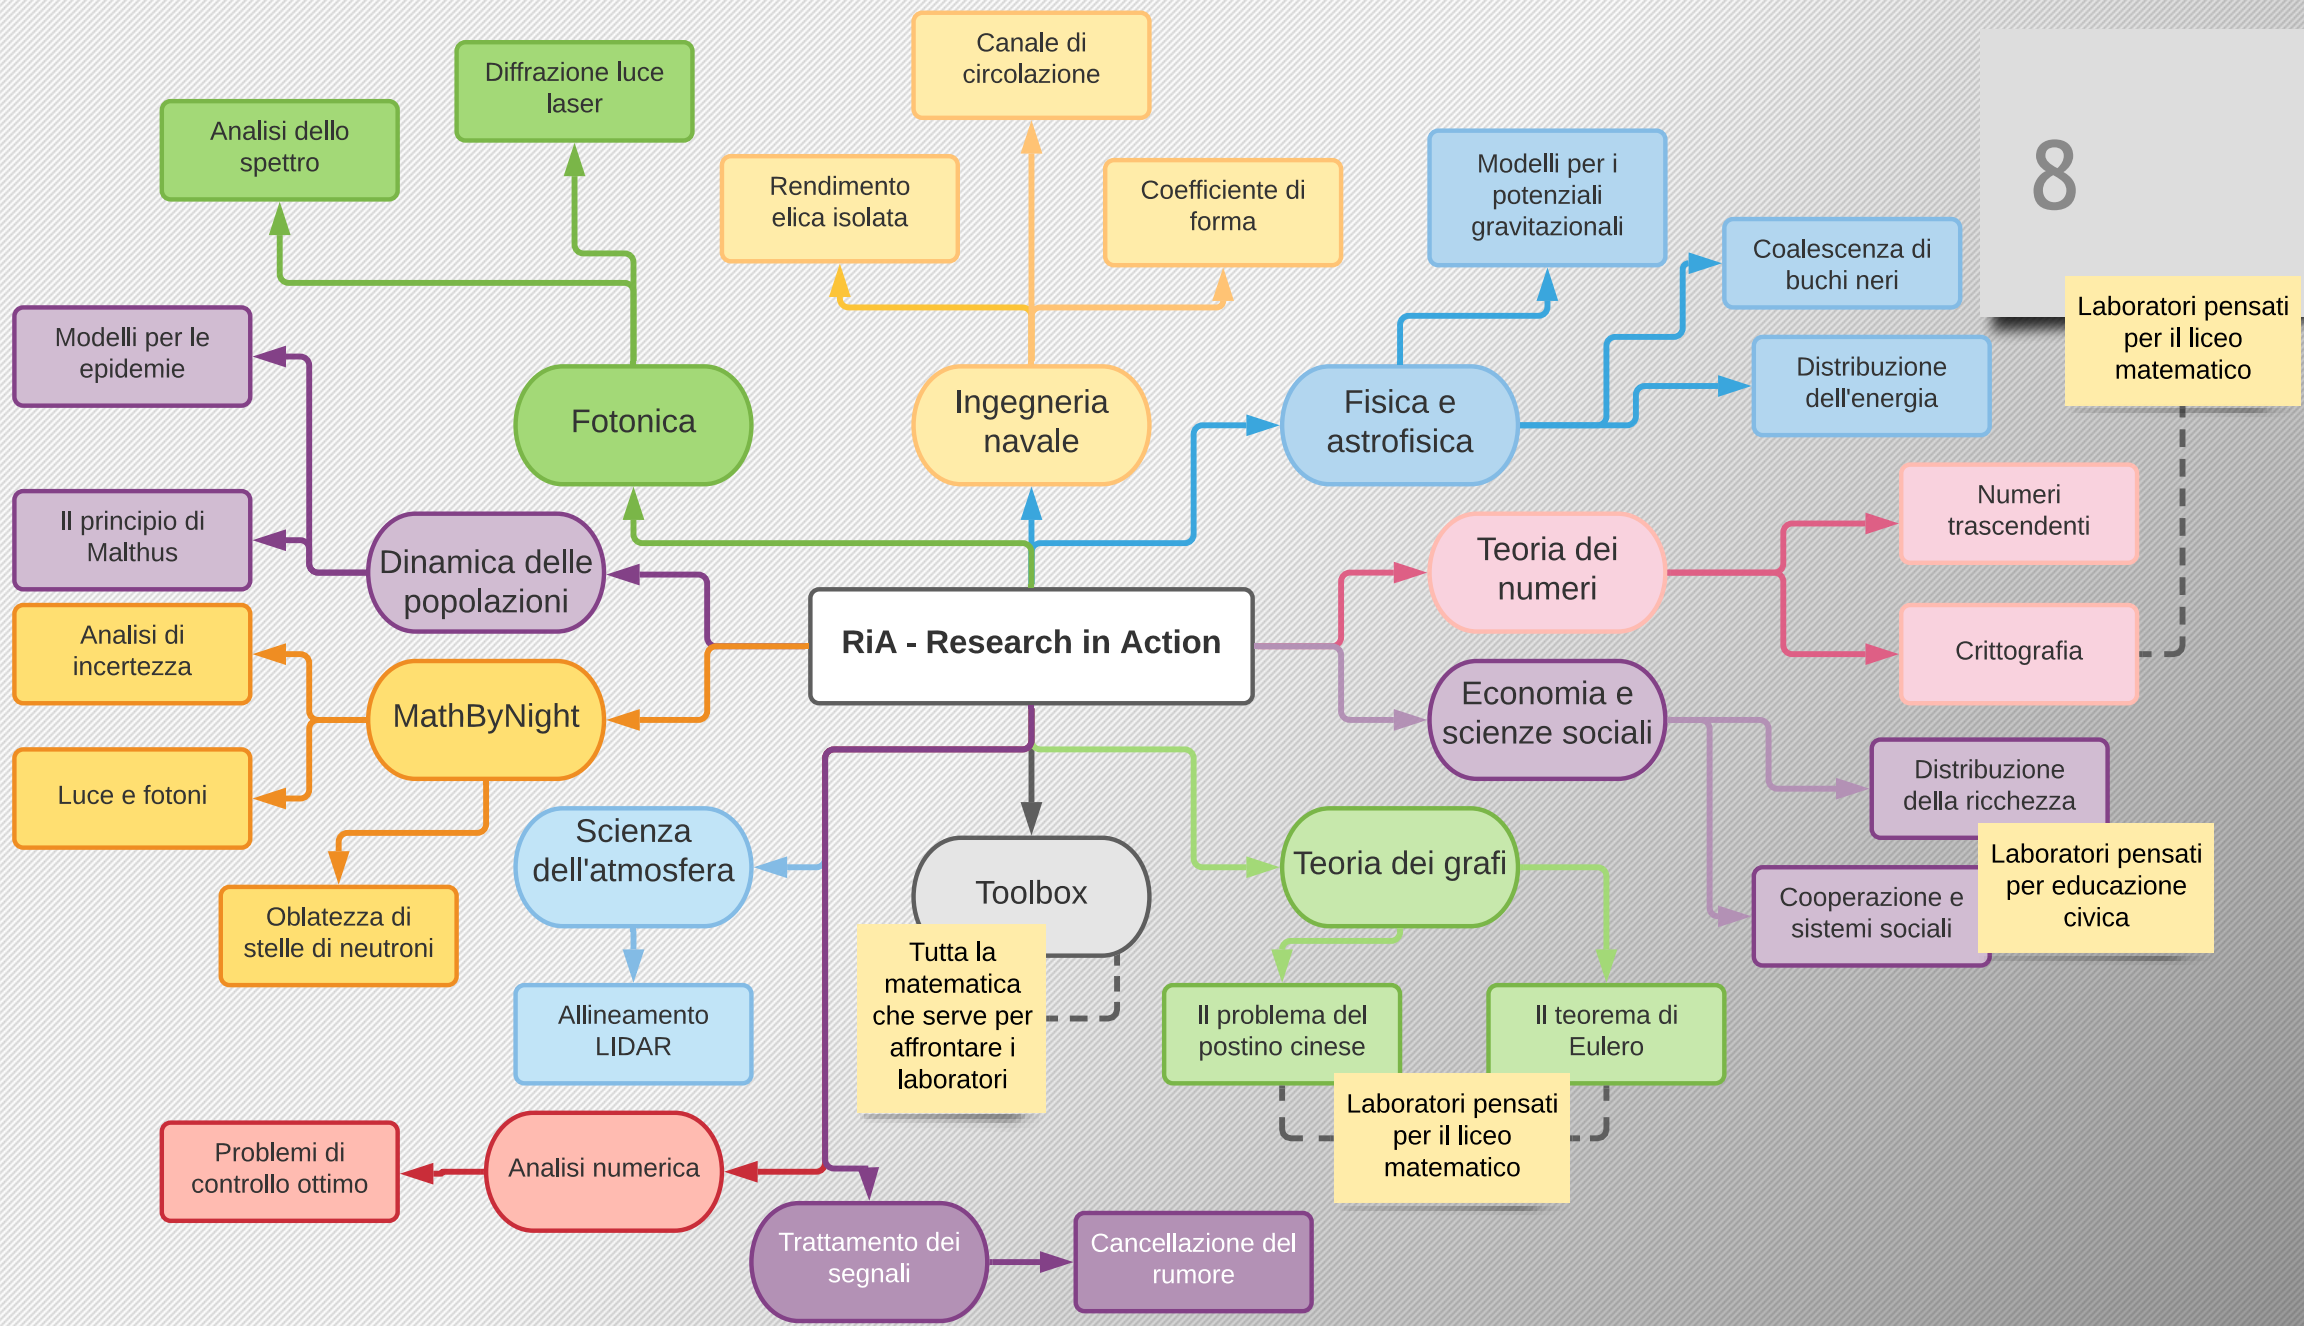 Canale di
circolazione
Diffrazione luce
laser
Analisi dello
spettro
Rendimento
elica isolata
Coefficiente di
forma
Modelli per i
potenziali
gravitazionali
8
Coalescenza di
buchi neri
Laboratori pensati
per il liceo
matematico
Modelli per le
epidemie
Distribuzione
dell'energia
Fotonica
Ingegneria
navale
Fisica e
astrofisica
Numeri
trascendenti
Il principio di
Malthus
Dinamica delle
popolazioni
Teoria dei
numeri
RiA - Research in Action
Analisi di
incertezza
Crittografia
MathByNight
Economia e
scienze sociali
Luce e fotoni
Distribuzione
della ricchezza
Scienza
dell'atmosfera
Toolbox
Teoria dei grafi
Laboratori pensati
per educazione
civica
Cooperazione e
sistemi sociali
Oblatezza di
stelle di neutroni
Tutta la
matematica
che serve per
affrontare i
laboratori
Allineamento
LIDAR
Il problema del
postino cinese
Il teorema di
Eulero
Laboratori pensati
per il liceo
matematico
Problemi di
controllo ottimo
Analisi numerica
Trattamento dei
segnali
Cancellazione del
rumore